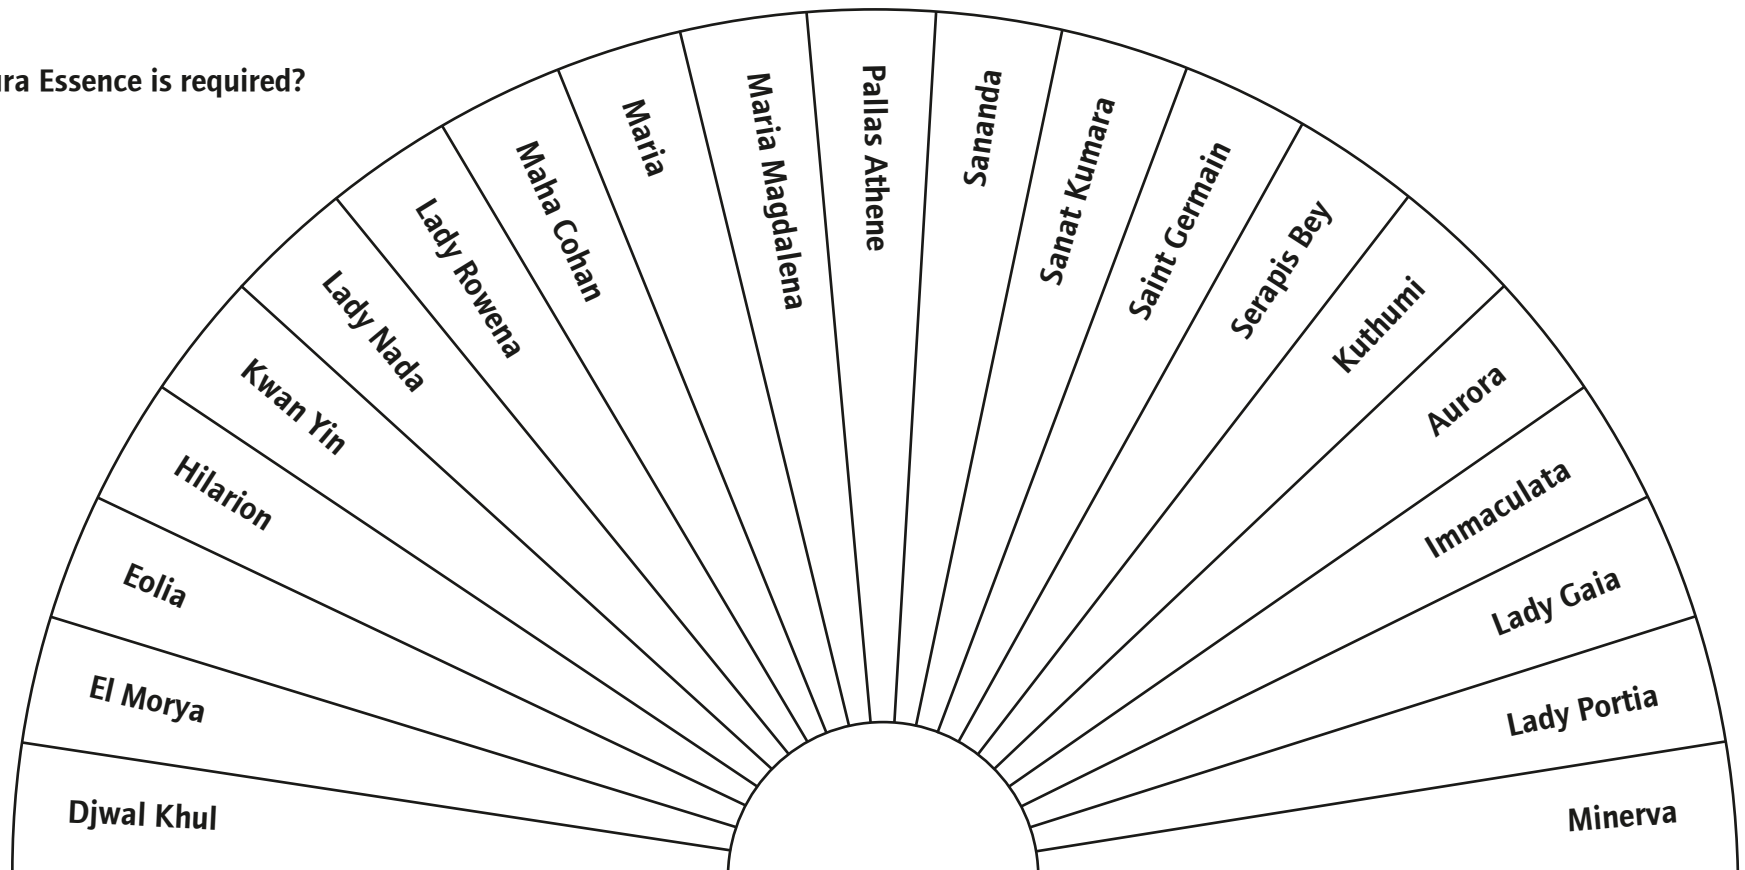 Essence is required?
Djwal Khul
El Morya
Eolia
Hilarion
Kwan Yin
Lady Nada
Lady Rowena
Maha Cohan
Maria
Maria Magdalena
Pallas Athene
Sananda
Sanat Kumara
Saint Germain
Serapis Bey
Kuthumi
Aurora
Immaculata
Lady Gaia
Lady Portia
Minerva